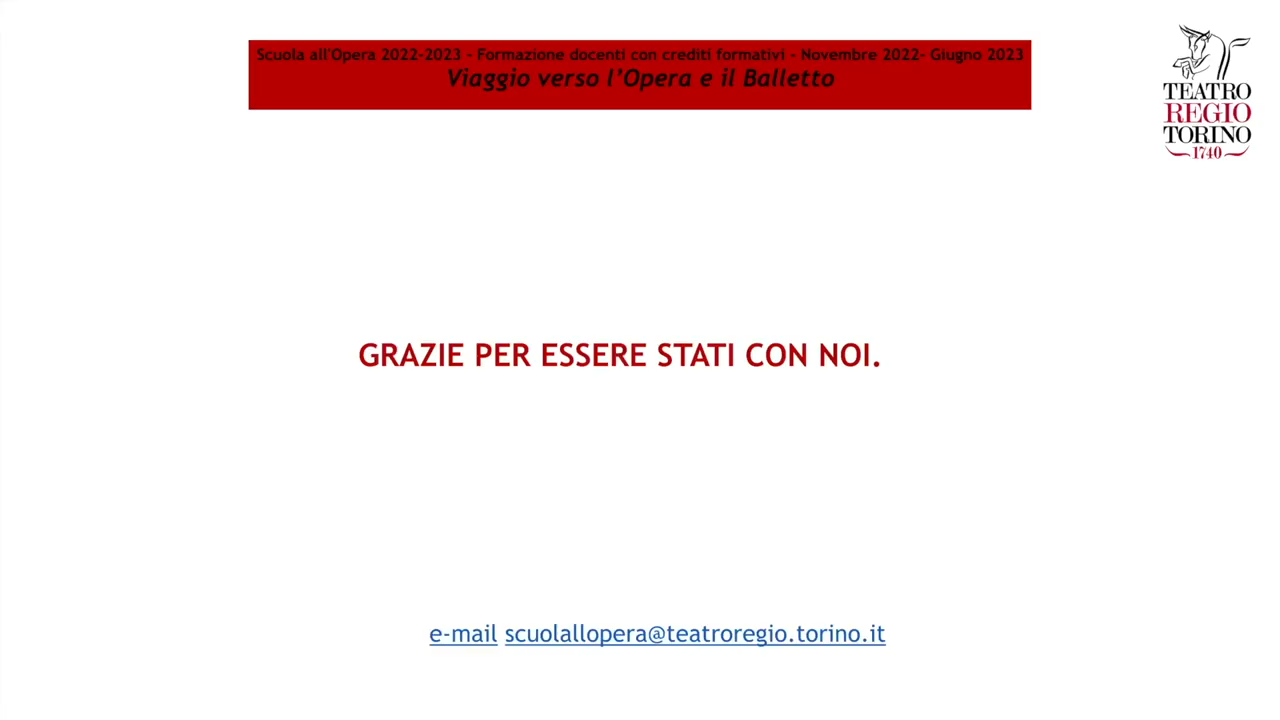 Scuola all'Opera 2022-2023 - Formazione docenti con crediti formativi - Novembre 2022- Giugno 2023
Viaggio verso l’Opera e il Balletto
TEATRO
REGIO
TORINO
1740
GRAZIE PER ESSERE STATI CON NOI.
e-mail scuolallopera@teatroregio.torino.it